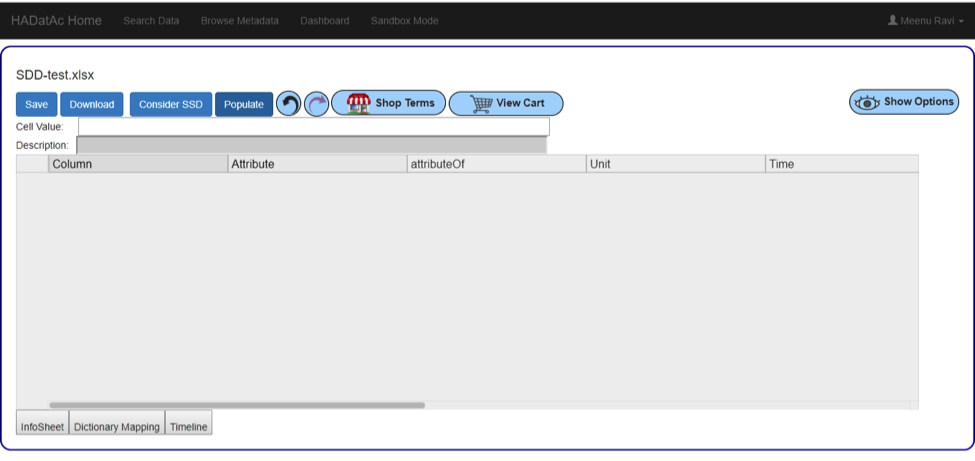 HADatAc Home Search Data Browse Metadata Dashboard Sandbox Mode Meenu Ravi
SDD-test.xlsx
Save Download Consider SSD Populate Shop Terms View Cart Show Options
Cell Value:
Description:
Column Attribute attributeOf Unit Time
InfoSheet Dictionary Mapping Timeline